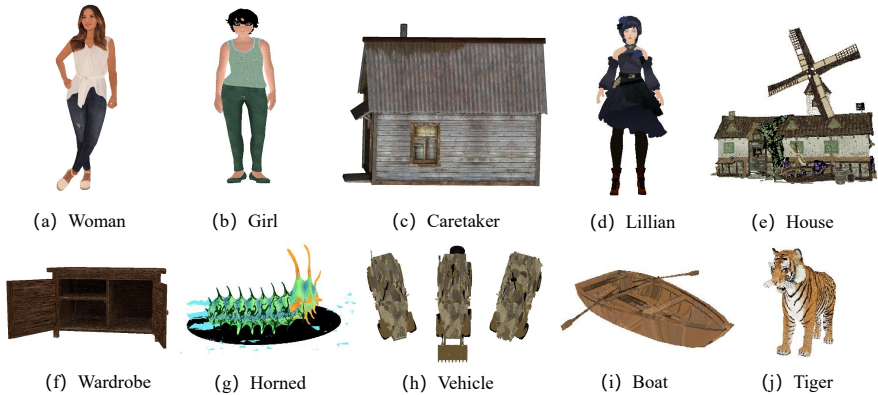 (a) Woman
(b) Girl
(c) Caretaker
(d) Lillian
(e) House
(f) Wardrobe
(g) Horned
(h) Vehicle
(i) Boat
(j) Tiger